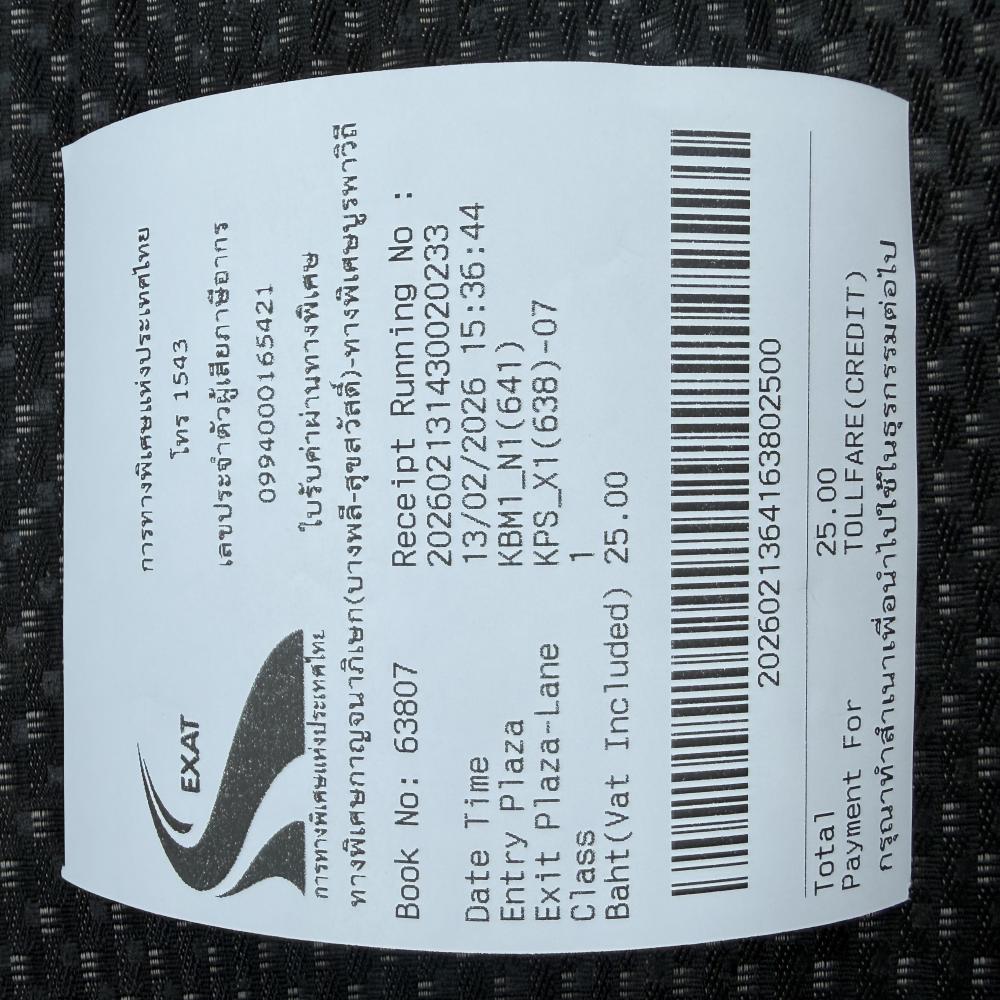 EXAT
การทางพิเศษแห่งประเทศไทย
การทางพิเศษแห่งประเทศไทย
โทร 1543
เลขประจำตัวผู้เสียภาษีอากร
0994000165421
ใบรับค่าผ่านทางพิเศษ
ทางพิเศษกาญจนาภิเษก(บางพลี-สุขสวัสดิ์)-ทางพิเศษบูรพาวิถี
Book No: 63807 Receipt Running No :
2026021314300020233
Date Time 13/02/2026 15:36:44
Entry Plaza KBM1_N1(641)
Exit Plaza-Lane KPS_X1(638)-07
Class 1
Baht(Vat Included) 25.00
2026021364163802500
Total 25.00
Payment For TOLLFARE(CREDIT)
กรุณาทำสำเนาเพื่อนำไปใช้ในธุรกรรมต่อไป